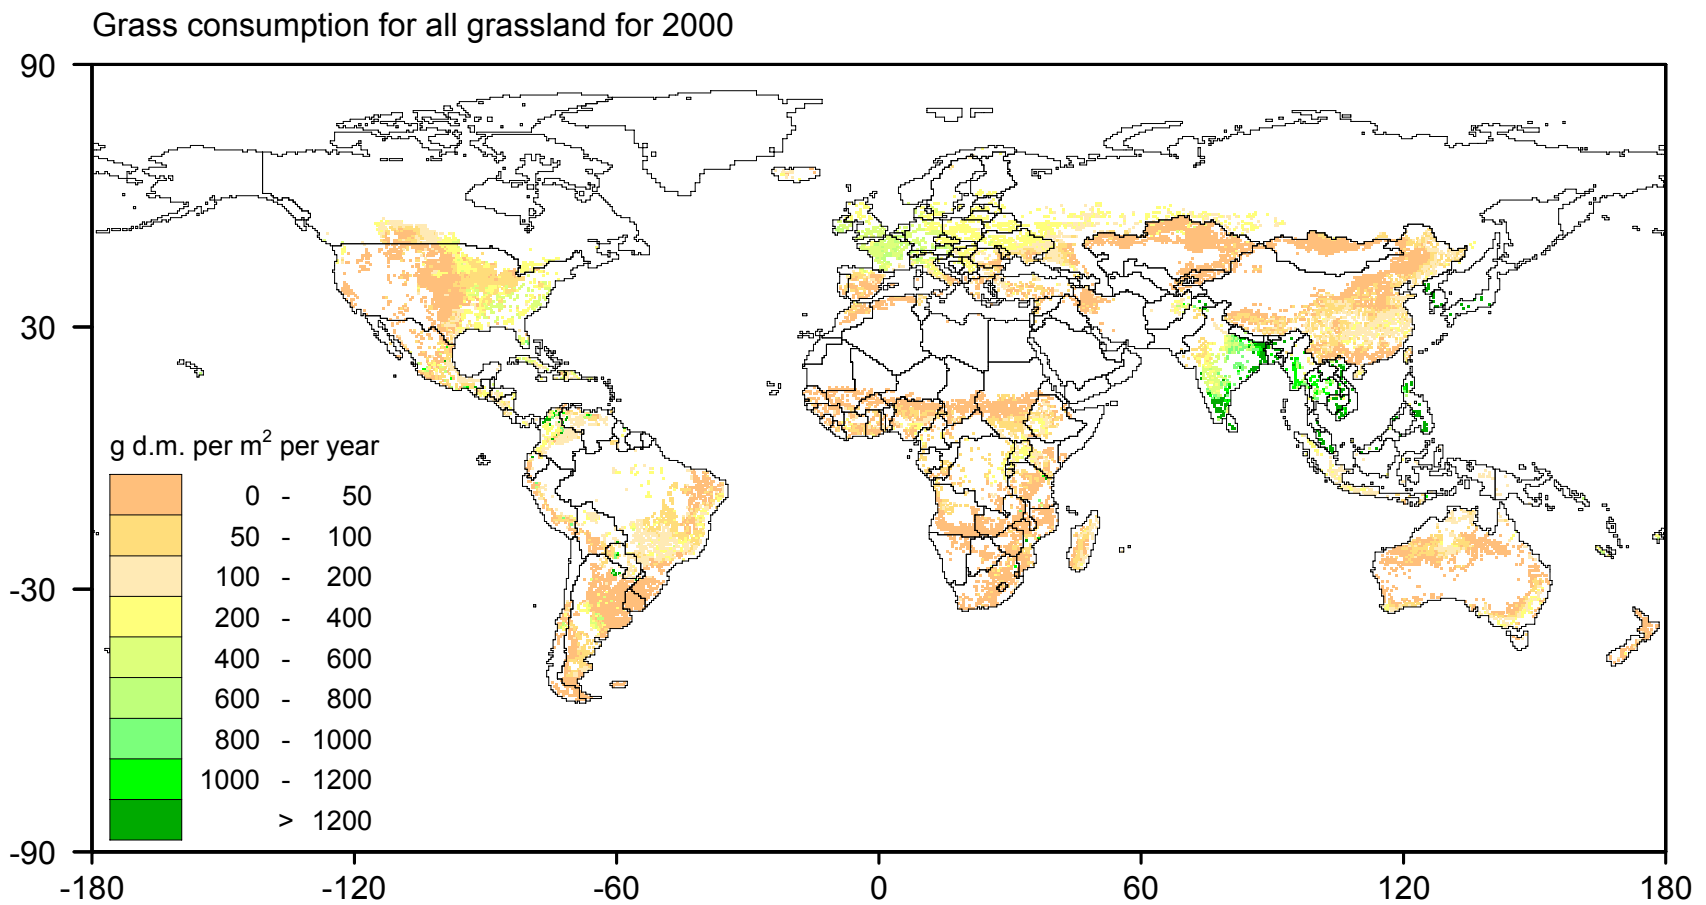 Grass consumption for all grassland for 2000
90
30
-30
-90
g d.m. per m² per year
0 - 50
50 - 100
100 - 200
200 - 400
400 - 600
600 - 800
800 - 1000
1000 - 1200
> 1200
-180 -120 -60 0 60 120 180